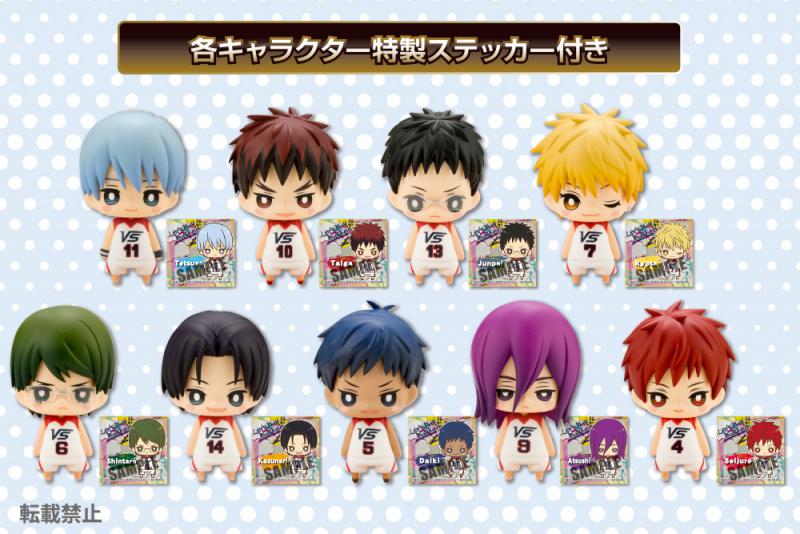 各キャラクター特製ステッカー付き
VS
11
Tetsuya
SAMPLE
VS
10
Taiga
SAMPLE
VS
13
Junpei
SAMPLE
VS
7
Ryota
SAMPLE
VS
6
Shintaro
SAMPLE
VS
14
Kazunari
SAMPLE
VS
5
Daiki
SAMPLE
VS
9
Atsushi
SAMPLE
VS
4
Seijuro
SAMPLE
転載禁止